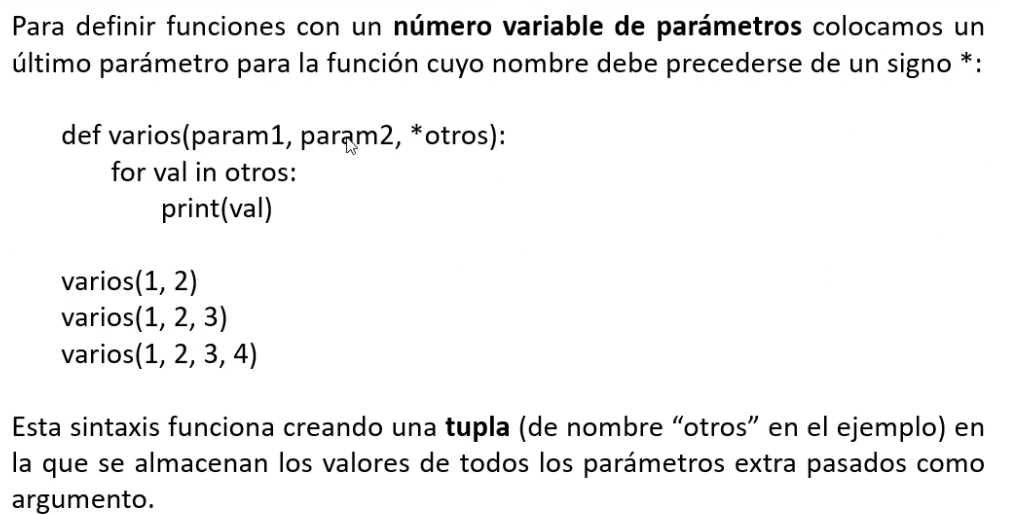 Para definir funciones con un número variable de parámetros colocamos un
último parámetro para la función cuyo nombre debe precederse de un signo *:
def varios(param1, param2, *otros):
for val in otros:
print(val)
varios(1, 2)
varios(1, 2, 3)
varios(1, 2, 3, 4)
Esta sintaxis funciona creando una tupla (de nombre “otros” en el ejemplo) en
la que se almacenan los valores de todos los parámetros extra pasados como
argumento.